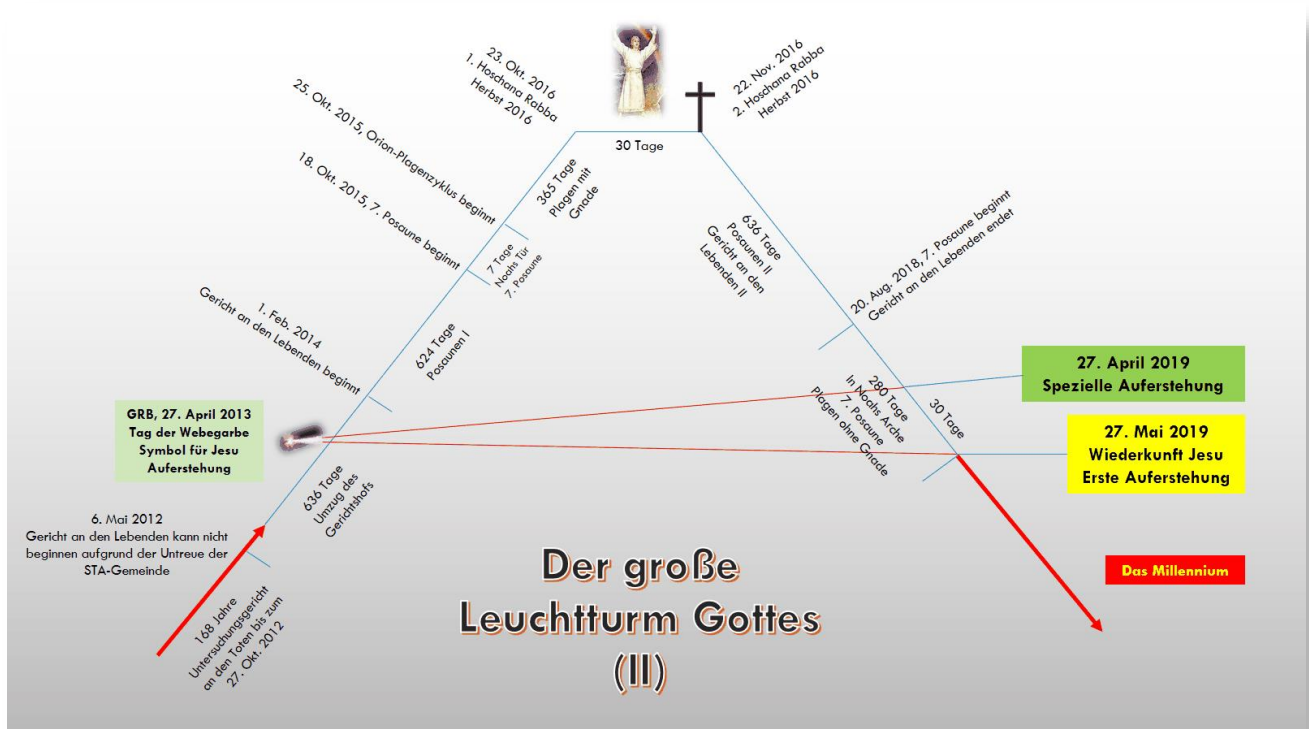 23. Okt. 2016
1. Hoschana Rabba
Herbst 2016
22. Nov. 2016
2. Hoschana Rabba
Herbst 2016
30 Tage
25. Okt. 2015, Orion-Plagenzyklus beginnt
365 Tage
Plagen mit
Gnade
18. Okt. 2015, 7. Posaune beginnt
7 Tage
Noahs Tür
7. Posaune
1. Feb. 2014
Gericht an den Lebenden beginnt
624 Tage
Posaunen I
636 Tage
Posaunen II
Gericht an den
Lebenden II
20. Aug. 2018, 7. Posaune beginnt
Gericht an den Lebenden endet
27. April 2019
Spezielle Auferstehung
280 Tage
In Noahs Arche
7. Posaune
Plagen ohne Gnade
30 Tage
27. Mai 2019
Wiederkunft Jesu
Erste Auferstehung
GRB, 27. April 2013
Tag der Webegarbe
Symbol für Jesu
Auferstehung
636 Tage
Umzug des
Gerichtshofs
6. Mai 2012
Gericht an den Lebenden kann nicht
beginnen aufgrund der Untreue der
STA-Gemeinde
168 Jahre
Untersuchungsgericht
an den Toten bis zum
27. Okt. 2012
Der große
Leuchtturm Gottes
(II)
Das Millennium